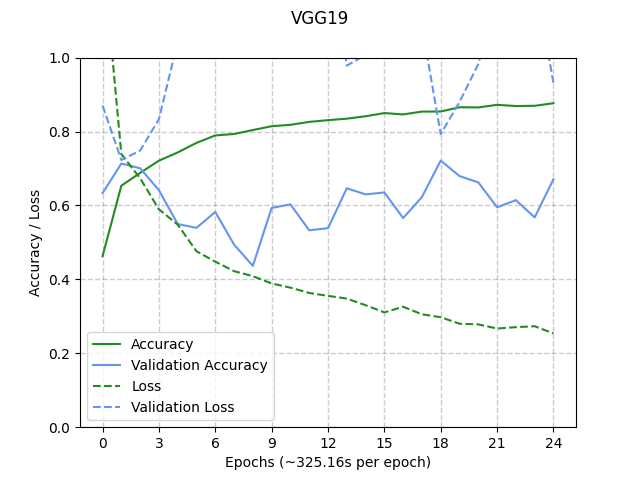 VGG19
1.0
0.8
0.6
0.4
0.2
0.0
Accuracy / Loss
Accuracy
Validation Accuracy
Loss
Validation Loss
0 3 6 9 12 15 18 21 24
Epochs (~325.16s per epoch)